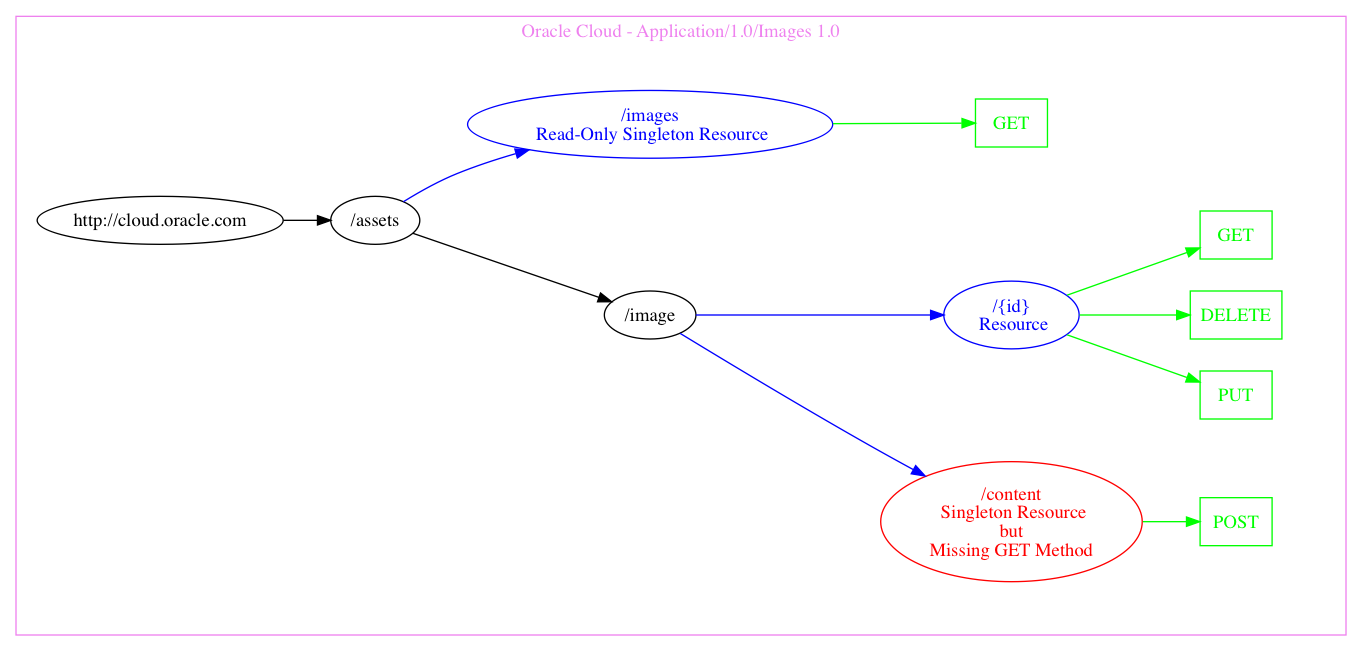 Oracle Cloud - Application/1.0/Images 1.0
/images
Read-Only Singleton Resource
GET
http://cloud.oracle.com
/assets
/image
/{id}
Resource
GET
DELETE
PUT
/content
Singleton Resource
but
Missing GET Method
POST